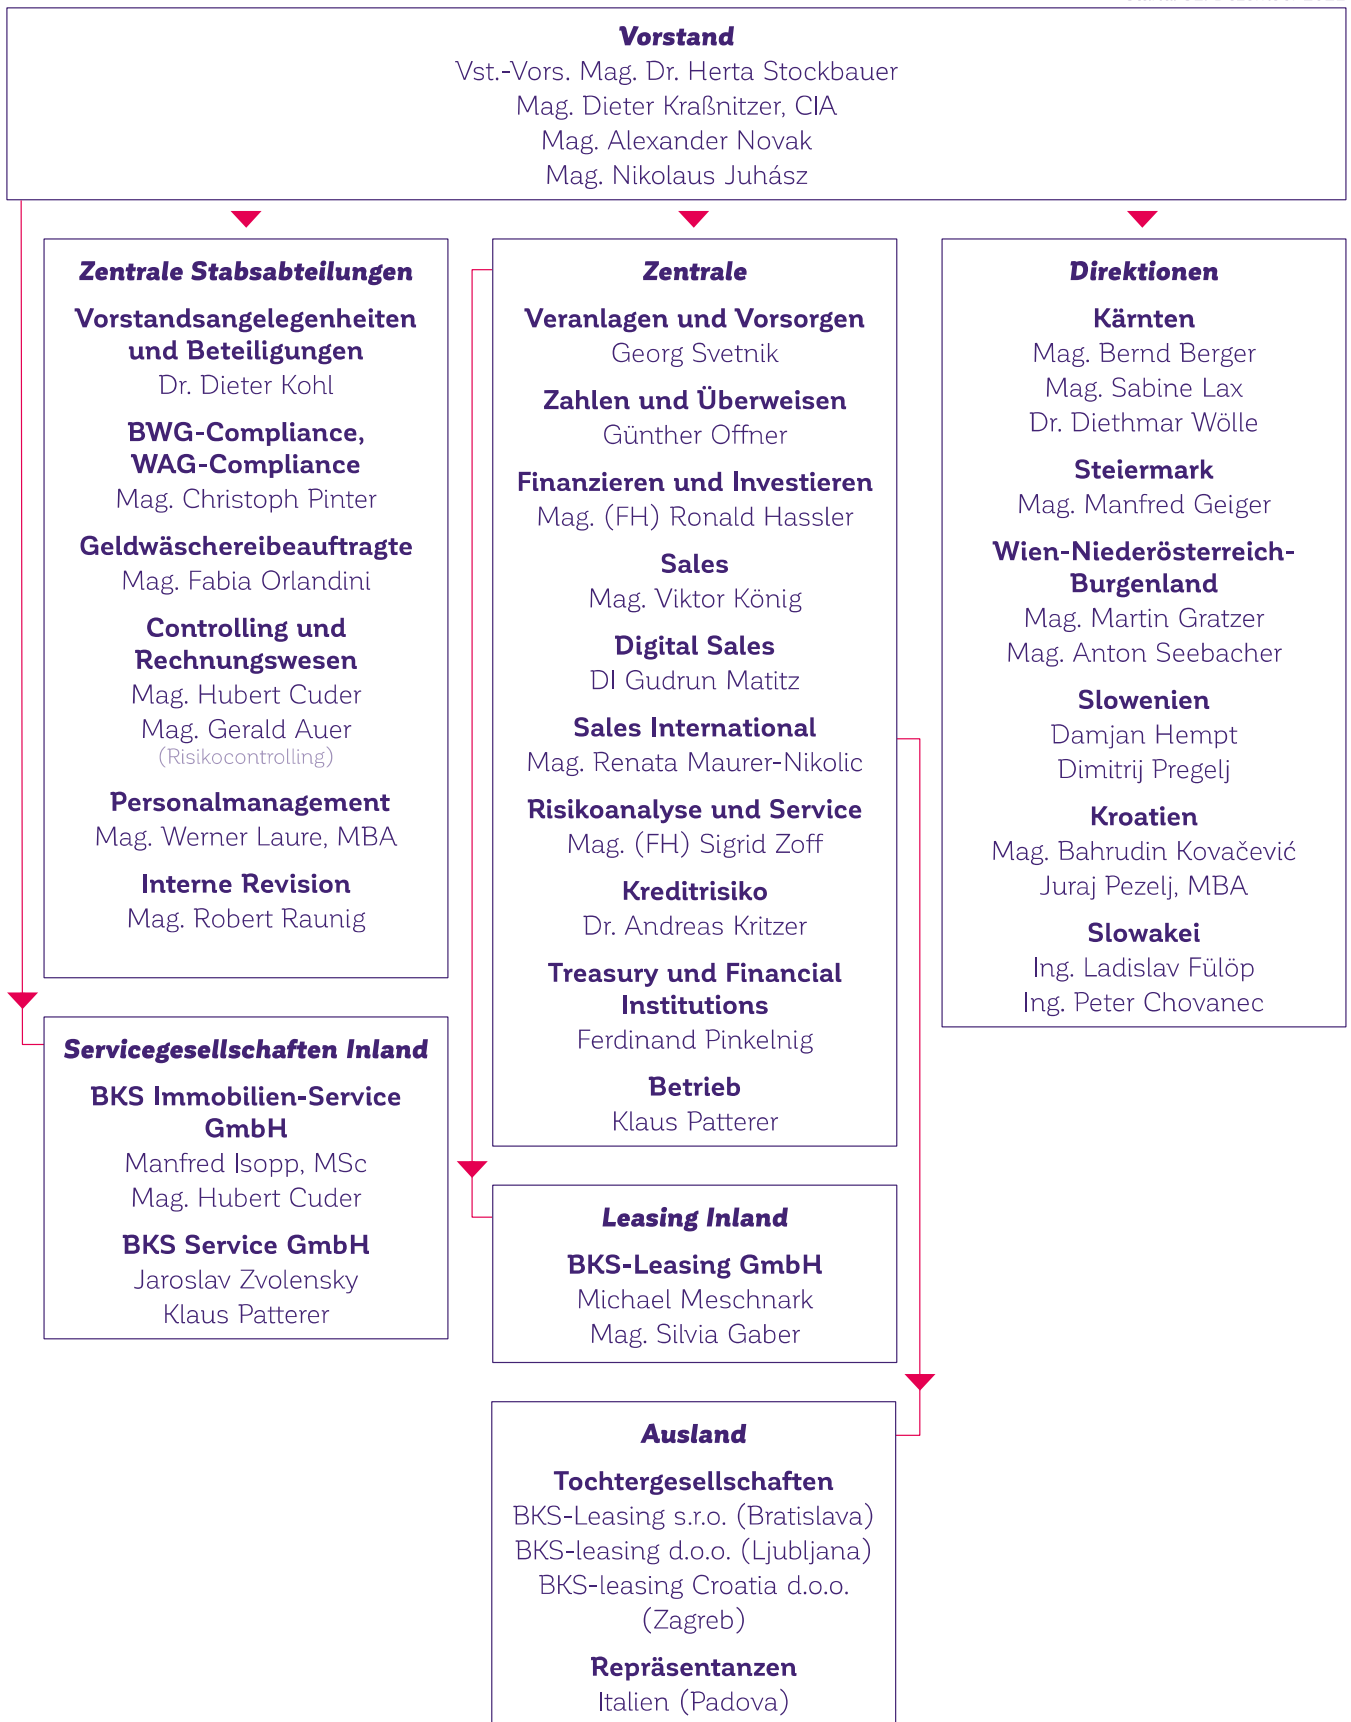 Vorstand
Vst.-Vors. Mag. Dr. Herta Stockbauer
Mag. Dieter Kraßnitzer, CIA
Mag. Alexander Novak
Mag. Nikolaus Juhász
Zentrale Stabsabteilungen
Vorstandsangelegenheiten
und Beteiligungen
Dr. Dieter Kohl
BWG-Compliance,
WAG-Compliance
Mag. Christoph Pinter
Geldwäschereibeauftragte
Mag. Fabia Orlandini
Controlling und
Rechnungswesen
Mag. Hubert Cuder
Mag. Gerald Auer
(Risikocontrolling)
Personalmanagement
Mag. Werner Laure, MBA
Interne Revision
Mag. Robert Raunig
Servicegesellschaften Inland
BKS Immobilien-Service
GmbH
Manfred Isopp, MSc
Mag. Hubert Cuder
BKS Service GmbH
Jaroslav Zvolensky
Klaus Patterer
Zentrale
Veranlagen und Vorsorgen
Georg Svetnik
Zahlen und Überweisen
Günther Offner
Finanzieren und Investieren
Mag. (FH) Ronald Hassler
Sales
Mag. Viktor König
Digital Sales
DI Gudrun Matitz
Sales International
Mag. Renata Maurer-Nikolic
Risikoanalyse und Service
Mag. (FH) Sigrid Zoff
Kreditrisiko
Dr. Andreas Kritzer
Treasury und Financial
Institutions
Ferdinand Pinkelnig
Betrieb
Klaus Patterer
Leasing Inland
BKS-Leasing GmbH
Michael Meschnark
Mag. Silvia Gaber
Ausland
Tochtergesellschaften
BKS-Leasing s.r.o. (Bratislava)
BKS-leasing d.o.o. (Ljubljana)
BKS-leasing Croatia d.o.o.
(Zagreb)
Repräsentanzen
Italien (Padova)
Direktionen
Kärnten
Mag. Bernd Berger
Mag. Sabine Lax
Dr. Diethmar Wölle
Steiermark
Mag. Manfred Geiger
Wien-Niederösterreich-
Burgenland
Mag. Martin Gratzer
Mag. Anton Seebacher
Slowenien
Damjan Hempt
Dimitrij Pregelj
Kroatien
Mag. Bahrudin Kovačević
Juraj Pezelj, MBA
Slowakei
Ing. Ladislav Fülöp
Ing. Peter Chovanec